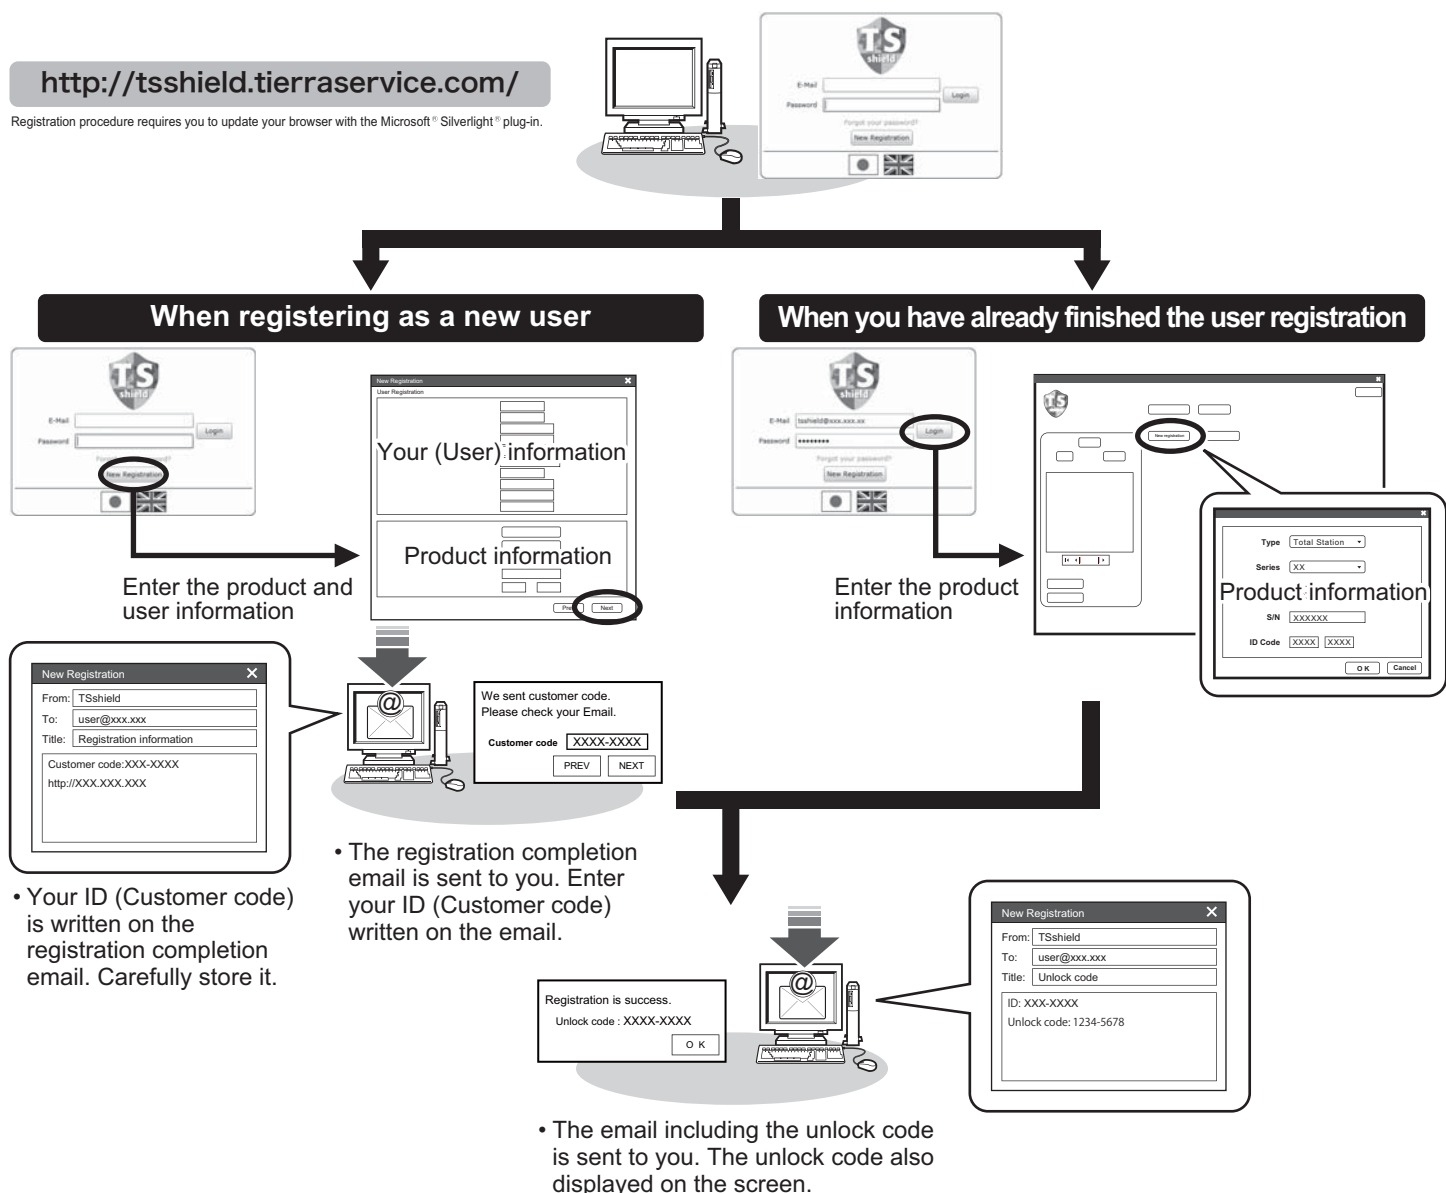 http://tsshield.tierraservice.com/
Registration procedure requires you to update your browser with the Microsoft® Silverlight® plug-in.
TS
shield
E-Mail
Password
Login
Forgot your password?
New Registration
When registering as a new user
When you have already finished the user registration
TS
shield
E-Mail
Password
Login
New Registration
Enter the product and
user information
New Registration
User Registration
Your (User) information
Product information
Next
TS
shield
E-Mail tsshield@xxx.xxx.xx
Password ••••••••
Login
Forgot your password?
New Registration
Enter the product
information
TS
New registration
Type Total Station
Series XX
Product information
S/N XXXXXX
ID Code XXXX XXXX
O K Cancel
New Registration
From: TSshield
To: user@xxx.xxx
Title: Registration information
Customer code:XXX-XXXX
http://XXX.XXX.XXX
@
We sent customer code.
Please check your Email.
Customer code XXXX-XXXX
PREV NEXT
• Your ID (Customer code)
is written on the
registration completion
email. Carefully store it.
• The registration completion
email is sent to you. Enter
your ID (Customer code)
written on the email.
Registration is success.
Unlock code : XXXX-XXXX
O K
@
New Registration
From: TSshield
To: user@xxx.xxx
Title: Unlock code
ID: XXX-XXXX
Unlock code: 1234-5678
• The email including the unlock code
is sent to you. The unlock code also
displayed on the screen.